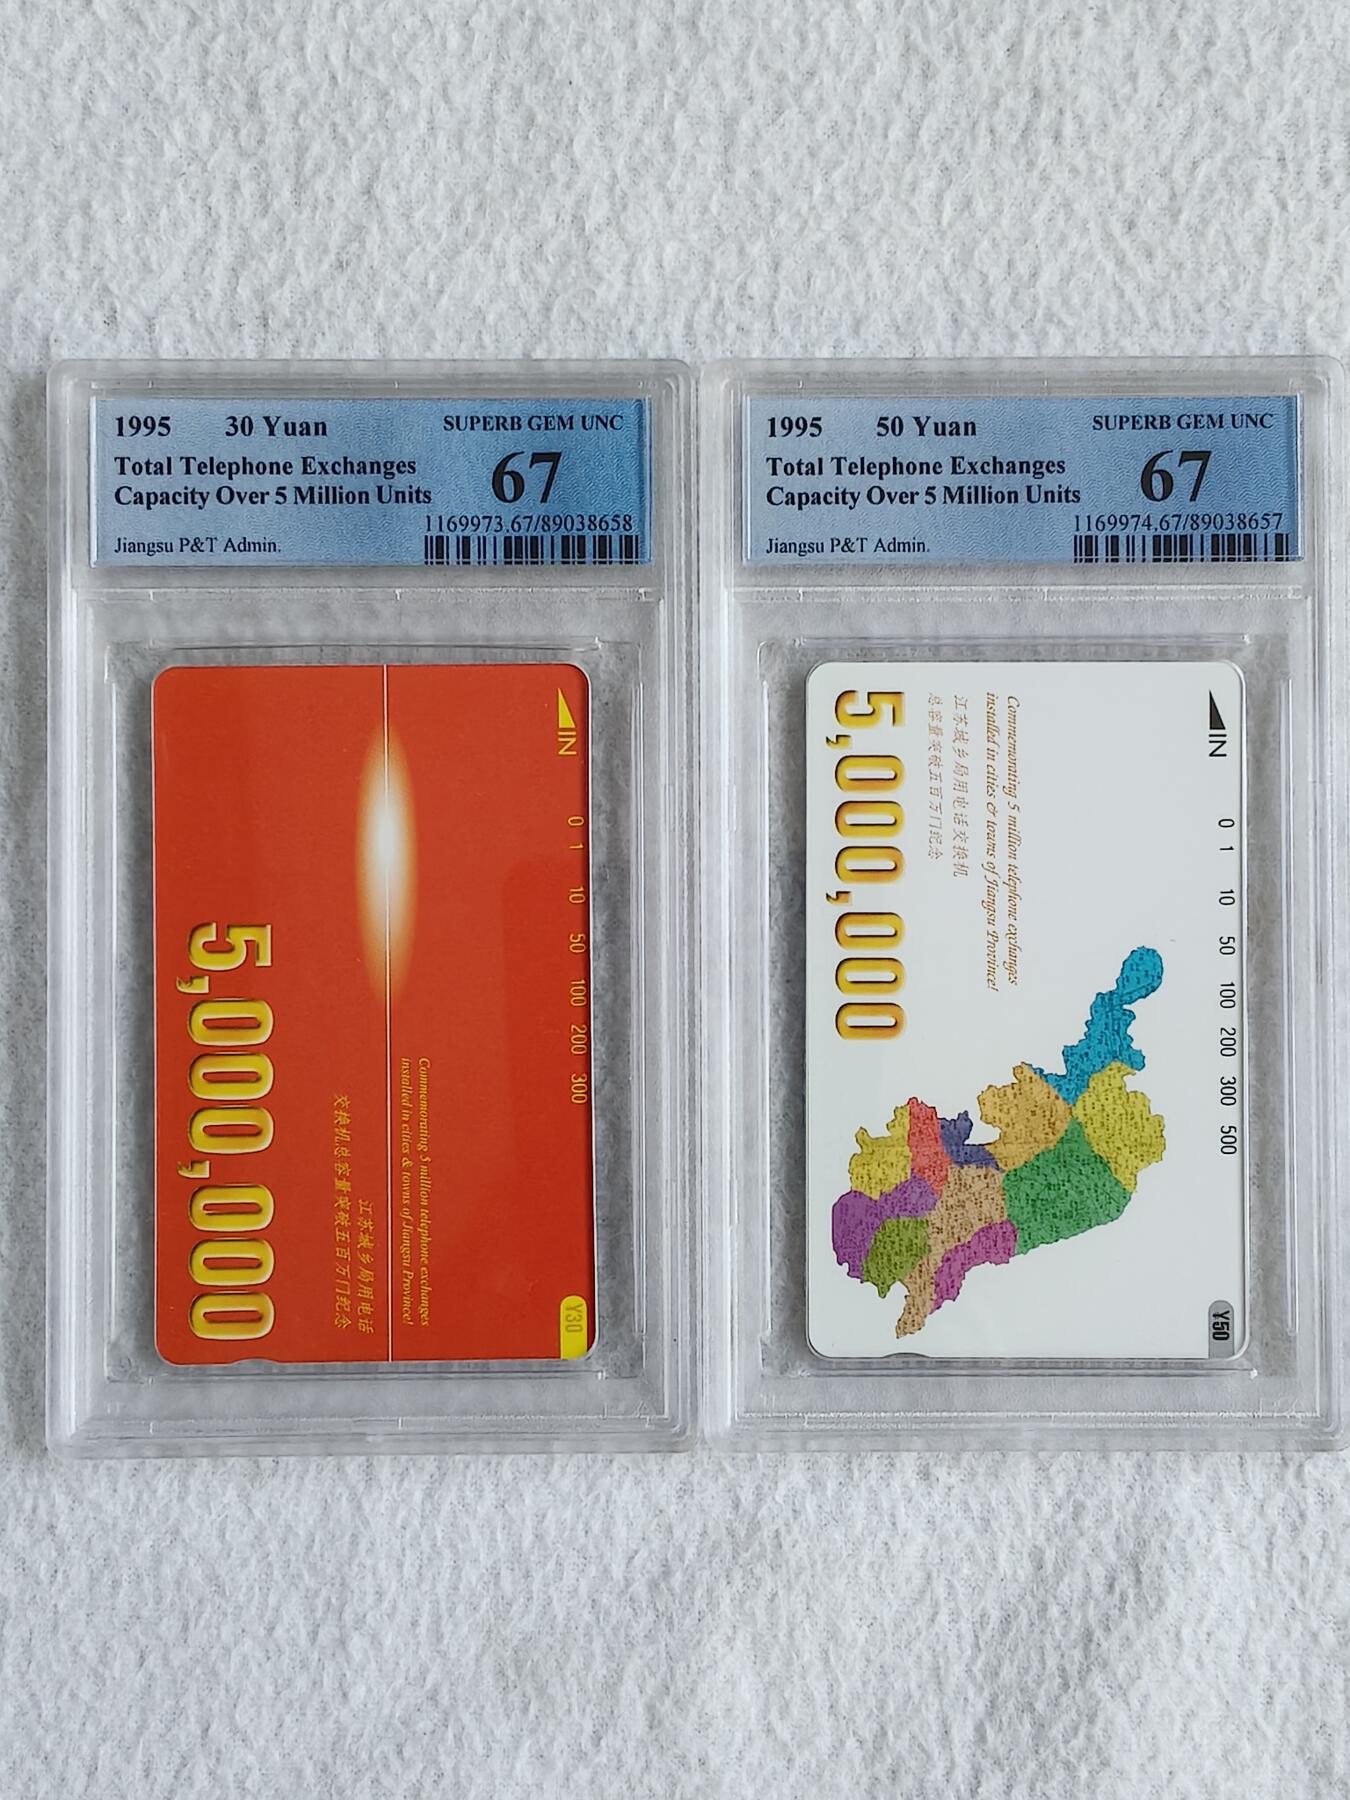 1995 30 Yuan
SUPERB GEM UNC
Total Telephone Exchanges
Capacity Over 5 Million Units
67
1169973.67/89038658
Jiangsu P&T Admin.
IN
0 1 10 50 100 200 300
Commemorating 5 million telephone exchanges
installed in cities & towns of Jiangsu Province!
江苏城乡局用电话
交换机总容量突破五百万门纪念
5,000,000
Y30
1995 50 Yuan
SUPERB GEM UNC
Total Telephone Exchanges
Capacity Over 5 Million Units
67
1169974.67/89038657
Jiangsu P&T Admin.
IN
0 1 10 50 100 200 300 500
Commemorating 5 million telephone exchanges
installed in cities & towns of Jiangsu Province!
江苏城乡局用电话交换机
总容量突破五百万门纪念
5,000,000
Y50